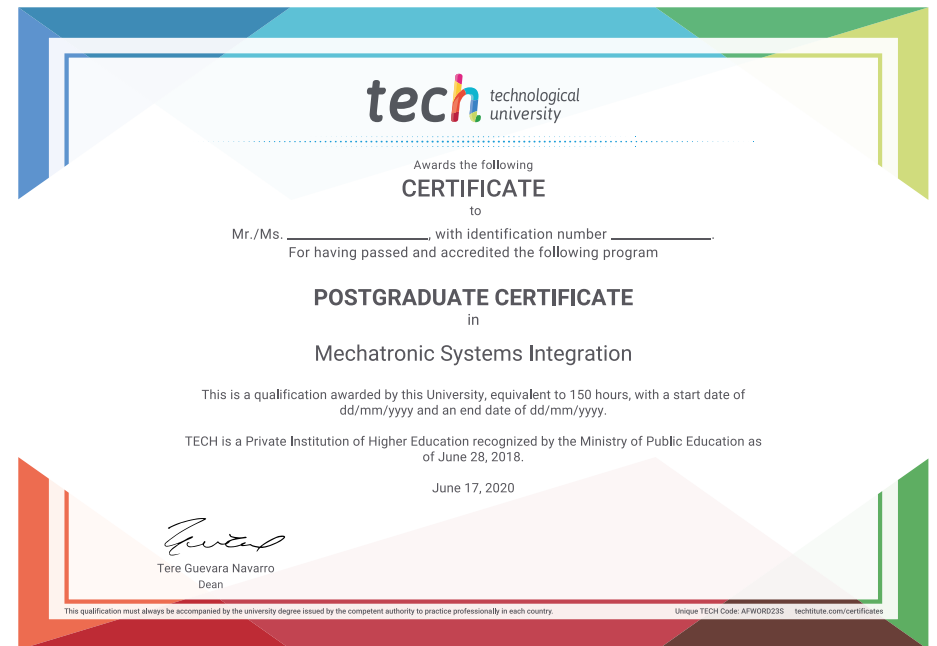 tech technological
university
Awards the following
CERTIFICATE
to
Mr./Ms. ____________________, with identification number ______________.
For having passed and accredited the following program
POSTGRADUATE CERTIFICATE
in
Mechatronic Systems Integration
This is a qualification awarded by this University, equivalent to 150 hours, with a start date of
dd/mm/yyyy and an end date of dd/mm/yyyy.
TECH is a Private Institution of Higher Education recognized by the Ministry of Public Education as
of June 28, 2018.
June 17, 2020
Tere Guevara Navarro
Dean
This qualification must always be accompanied by the university degree issued by the competent authority to practice professionally in each country.
Unique TECH Code: AFWORD23S techtitute.com/certificates